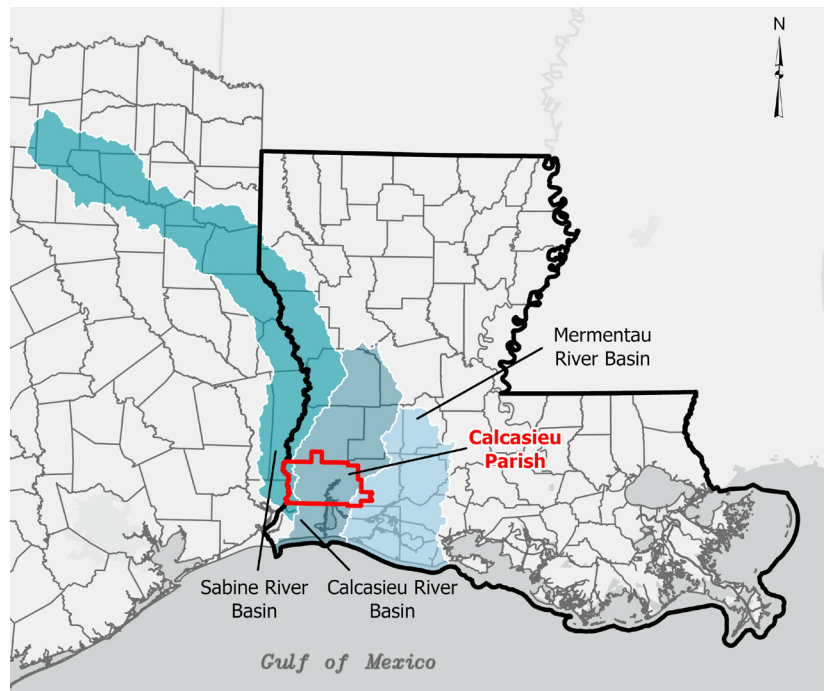 N
Mermentau
River Basin
Calcasieu
Parish
Sabine River
Basin
Calcasieu River
Basin
Gulf of Mexico